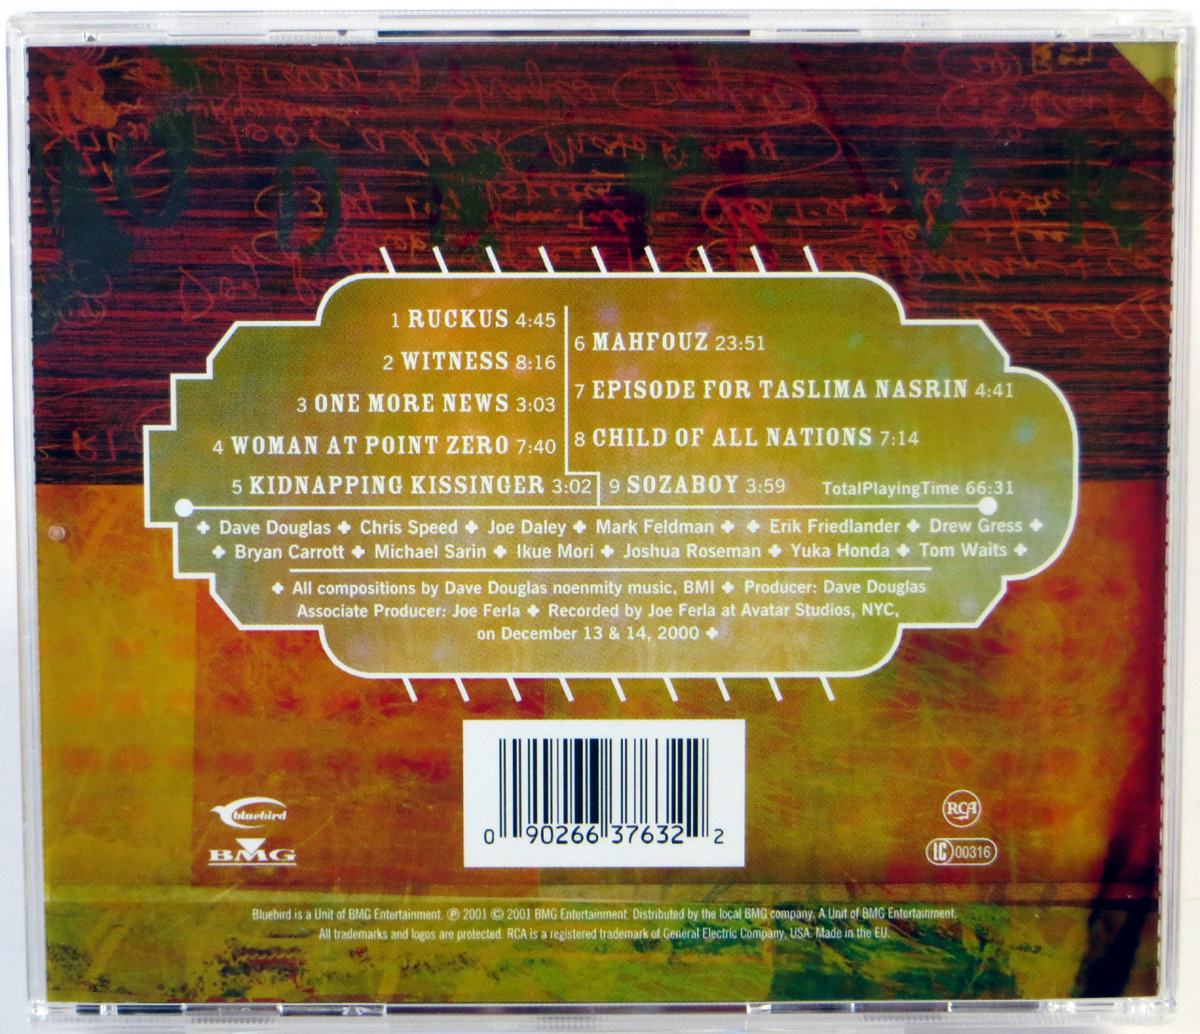 1 RUCKUS 4:45
2 WITNESS 8:16
3 ONE MORE NEWS 3:03
4 WOMAN AT POINT ZERO 7:40
5 KIDNAPPING KISSINGER 3:02
6 MAHFOUZ 23:51
7 EPISODE FOR TASLIMA NASRIN 4:41
8 CHILD OF ALL NATIONS 7:14
9 SOZABOY 3:59
TotalPlayingTime 66:31
✤ Dave Douglas ✤ Chris Speed ✤ Joe Daley ✤ Mark Feldman ✤ ✤ Erik Friedlander ✤ Drew Gress ✤
✤ Bryan Carrott ✤ Michael Sarin ✤ Ikue Mori ✤ Joshua Roseman ✤ Yuka Honda ✤ Tom Waits ✤
✤ All compositions by Dave Douglas noenmity music, BMI ✤ Producer: Dave Douglas
Associate Producer: Joe Ferla ✤ Recorded by Joe Ferla at Avatar Studios, NYC,
on December 13 & 14, 2000 ✤
0 90266 37632 2
bluebird
BMG
RCA
LC 00316
Bluebird is a Unit of BMG Entertainment. ℗ 2001 © 2001 BMG Entertainment. Distributed by the local BMG company. A Unit of BMG Entertainment.
All trademarks and logos are protected. RCA is a registered trademark of General Electric Company, USA. Made in the EU.